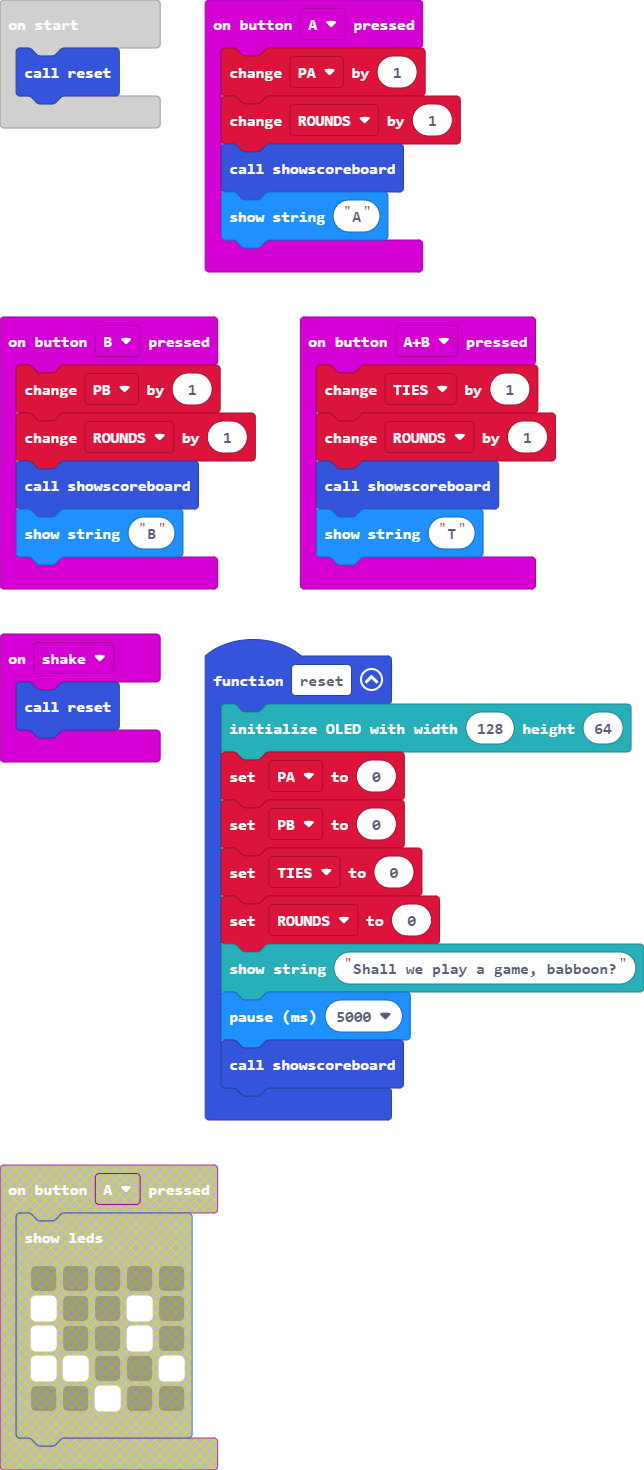 on start
call reset
on button A pressed
change PA by 1
change ROUNDS by 1
call showscoreboard
show string "A"
on button B pressed
change PB by 1
change ROUNDS by 1
call showscoreboard
show string "B"
on button A+B pressed
change TIES by 1
change ROUNDS by 1
call showscoreboard
show string "T"
on shake
call reset
function reset
initialize OLED with width 128 height 64
set PA to 0
set PB to 0
set TIES to 0
set ROUNDS to 0
show string "Shall we play a game, babboon?"
pause (ms) 5000
call showscoreboard
on button A pressed
show leds